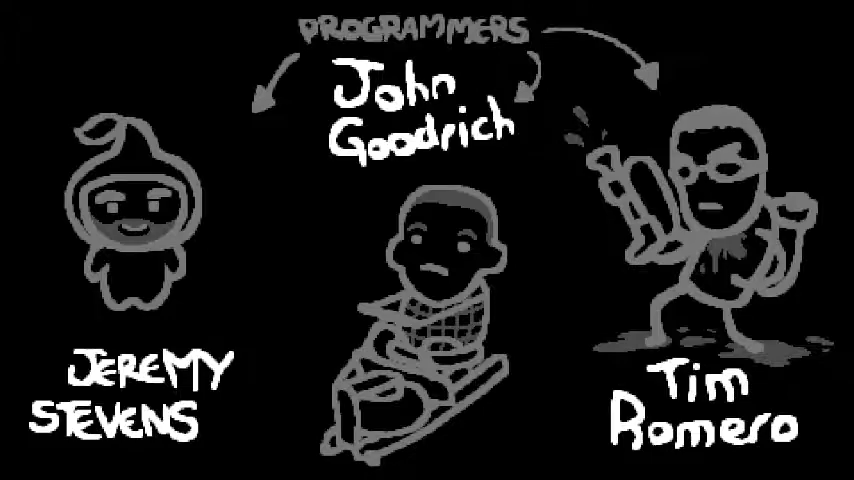 PROGRAMMERS
John
Goodrich
JEREMY
STEVENS
Tim
Romero